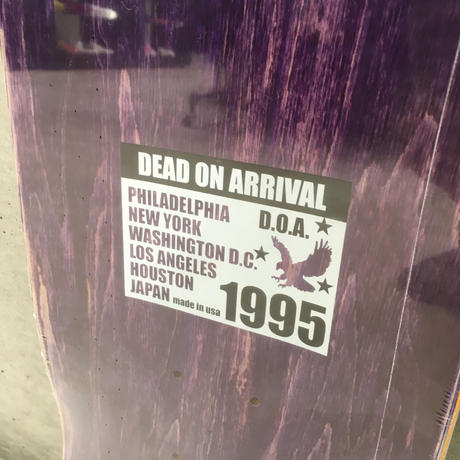 DEAD ON ARRIVAL
PHILADELPHIA
D.O.A.
NEW YORK
WASHINGTON D.C.
LOS ANGELES
HOUSTON
JAPAN made in usa
1995